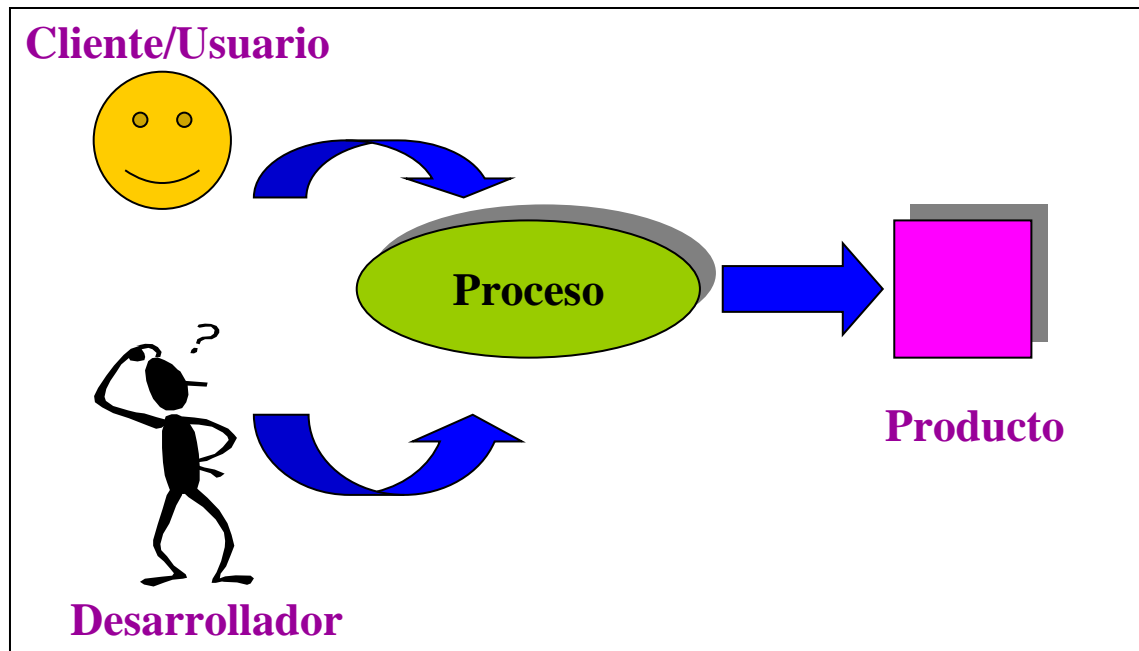 Cliente/Usuario
?
Proceso
Producto
Desarrollador